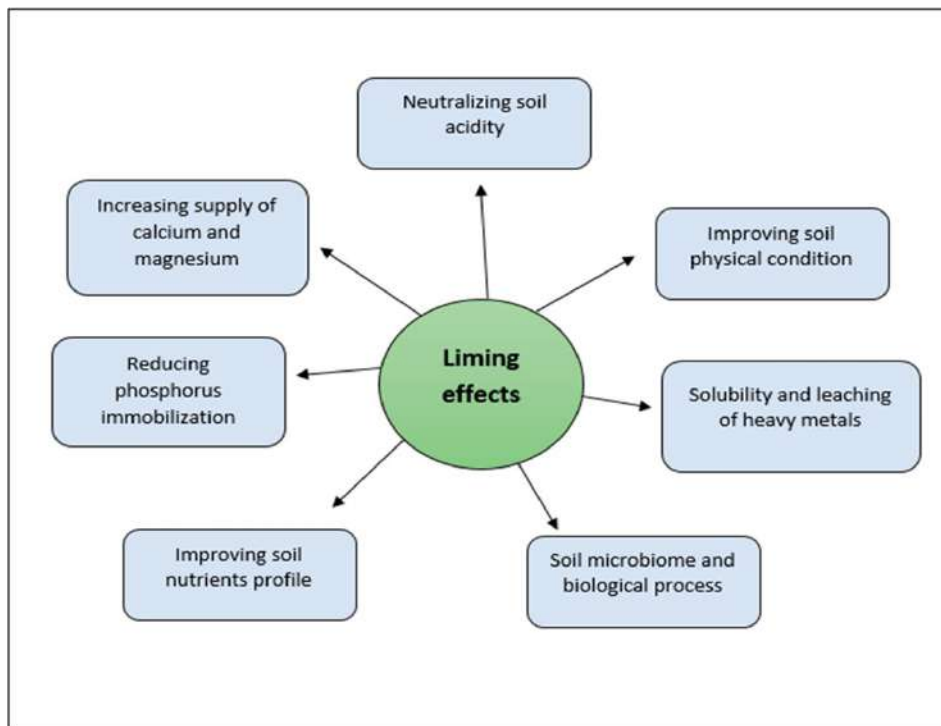 Neutralizing soil
acidity
Increasing supply of
calcium and
magnesium
Improving soil
physical condition
Reducing
phosphorus
immobilization
Liming
effects
Solubility and leaching
of heavy metals
Improving soil
nutrients profile
Soil microbiome and
biological process